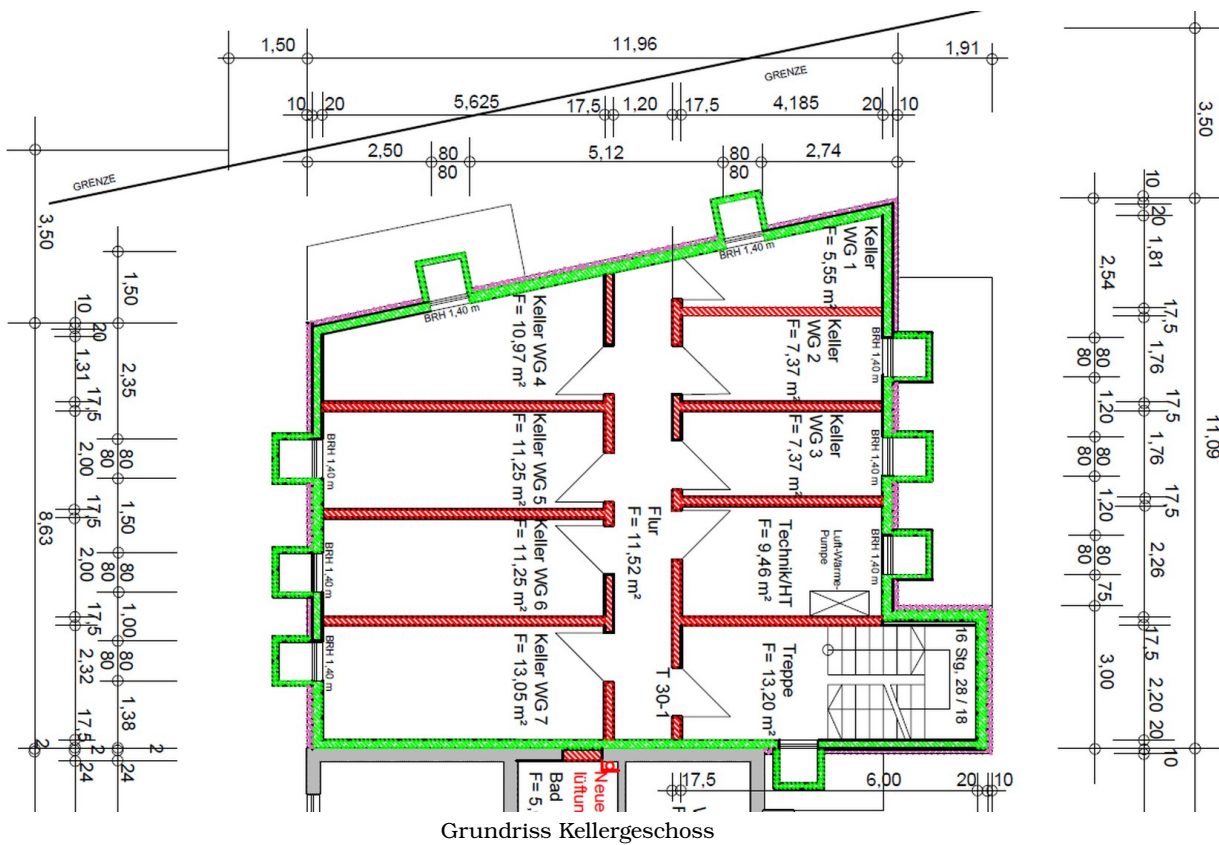 1,50
11,96
1,91
GRENZE
10
20
5,625
17,5
1,20
17,5
4,185
20
10
3,50
2,50
80
80
5,12
80
80
2,74
GRENZE
10
20
1,81
2,54
17,5
80
80
1,76
1,20
17,5
80
80
1,76
11,09
1,20
17,5
80
80
2,26
75
17,5
3,00
2,20
20
10
3,50
1,50
10
20
1,31
2,35
17,5
2,00
80
80
17,5
1,50
8,63
2,00
80
80
17,5
1,00
2,32
80
80
1,38
17,5
2
2
2
24
24
BRH 1,40 m
BRH 1,40 m
Keller
WG 1
F= 5,55 m²
Keller WG 4
F= 10,97 m²
Keller
WG 2
F= 7,37 m²
BRH 1,40 m
Keller WG 5
F= 11,25 m²
BRH 1,40 m
Keller
WG 3
F= 7,37 m²
BRH 1,40 m
Flur
F= 11,52 m²
Keller WG 6
F= 11,25 m²
Technik/HT
F= 9,46 m²
Luft-Wärme
Pumpe
BRH 1,40 m
Keller WG7
F= 13,05 m²
BRH 1,40 m
T 30-1
Treppe
F= 13,20 m²
16 Stg. 28 / 18
Neue
lüftun
Bad
F= 5,
17,5
6,00
20
10
Grundriss Kellergeschoss